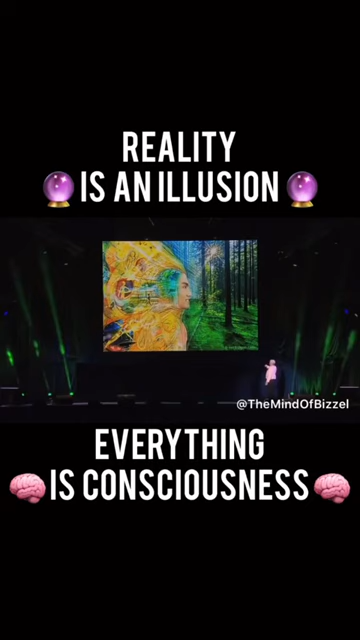 REALITY
🔮 IS AN ILLUSION 🔮
@TheMindOfBizzel
EVERYTHING
🧠 IS CONSCIOUSNESS 🧠